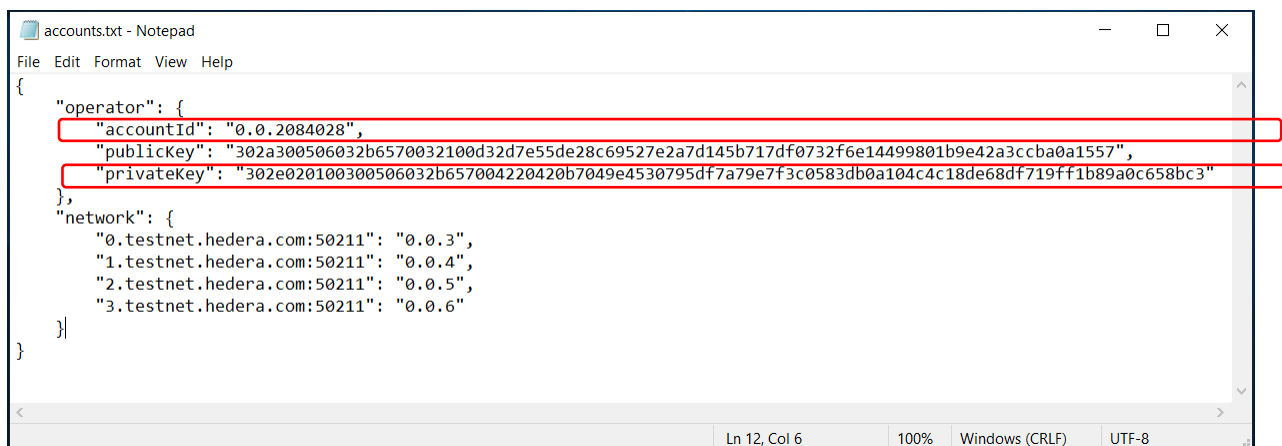 accounts.txt - Notepad
File Edit Format View Help
{
"operator": {
"accountId": "0.0.2084028",
"publicKey": "302a300506032b6570032100d32d7e55de28c69527e2a7d145b717df0732f6e14499801b9e42a3ccba0a1557",
"privateKey": "302e020100300506032b657004220420b7049e4530795df7a79e7f3c0583db0a104c4c18de68df719ff1b89a0c658bc3"
},
"network": {
"0.testnet.hedera.com:50211": "0.0.3",
"1.testnet.hedera.com:50211": "0.0.4",
"2.testnet.hedera.com:50211": "0.0.5",
"3.testnet.hedera.com:50211": "0.0.6"
}
}
Ln 12, Col 6 100% Windows (CRLF) UTF-8